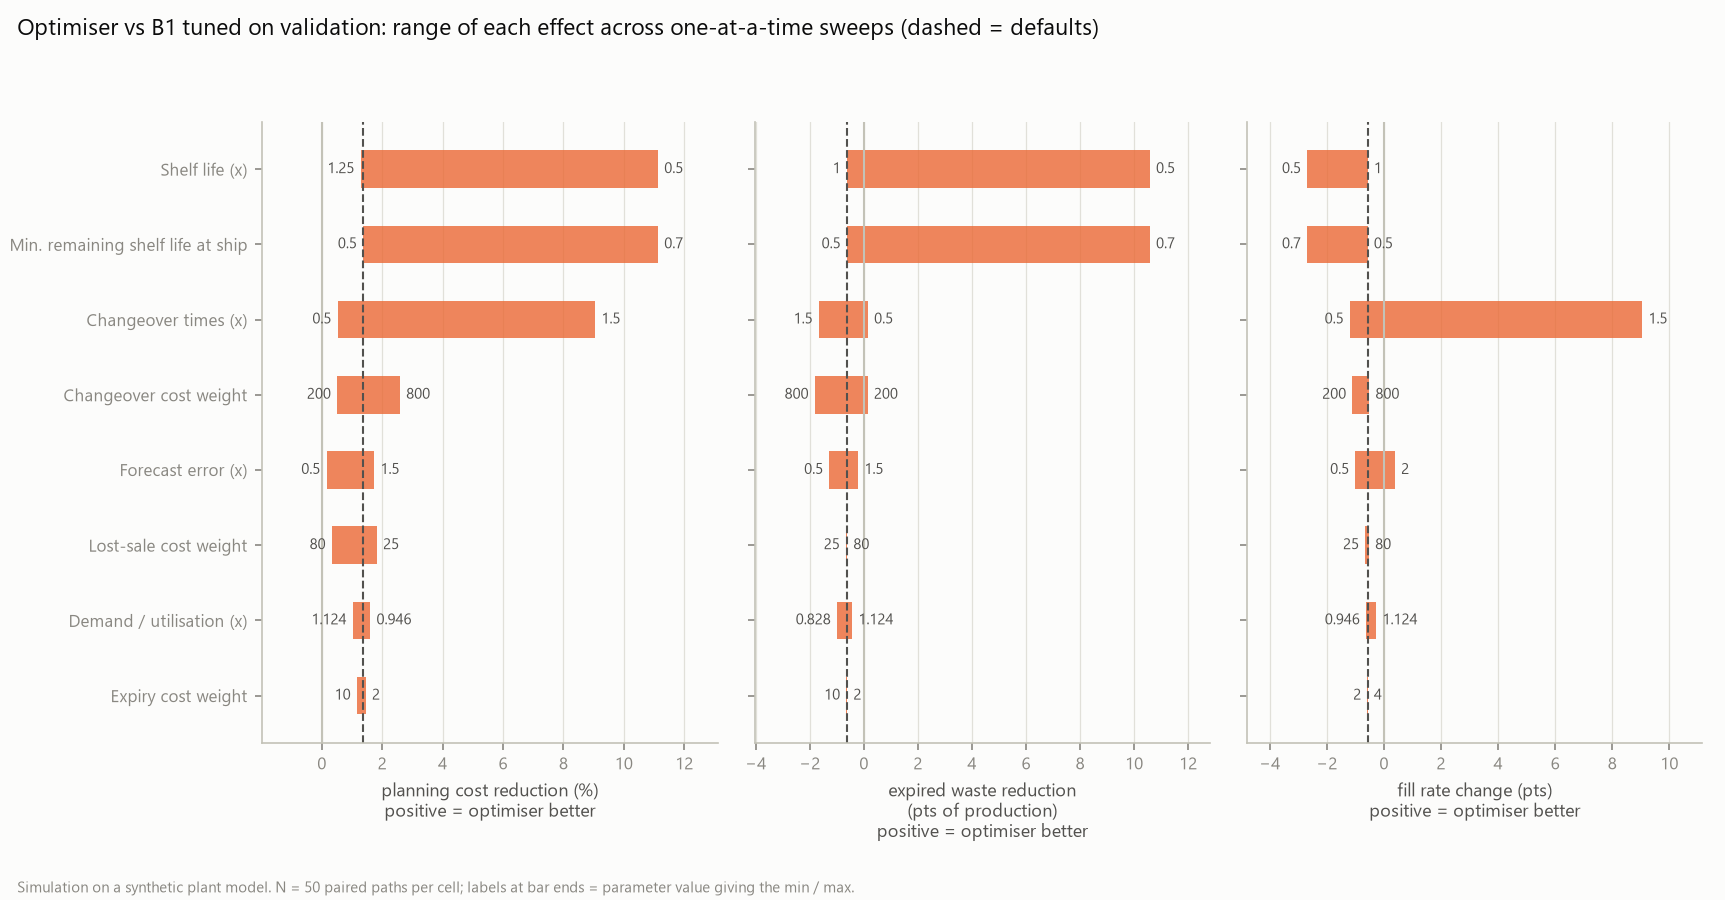 Optimiser vs B1 tuned on validation: range of each effect across one-at-a-time sweeps (dashed = defaults)
Shelf life (x)
Min. remaining shelf life at ship
Changeover times (x)
Changeover cost weight
Forecast error (x)
Lost-sale cost weight
Demand / utilisation (x)
Expiry cost weight
1.25 0.5
0.5 0.7
0.5 1.5
200 800
0.5 1.5
80 25
1.124 0.946
10 2
0 2 4 6 8 10 12
planning cost reduction (%)
positive = optimiser better
1 0.5
0.5 0.7
1.5 0.5
800 200
0.5 1.5
25 80
0.828 1.124
10 2
−4 −2 0 2 4 6 8 10 12
expired waste reduction
(pts of production)
positive = optimiser better
0.5 1
0.7 0.5
0.5 1.5
200 800
0.5 2
25 80
0.946 1.124
2 4
−4 −2 0 2 4 6 8 10
fill rate change (pts)
positive = optimiser better
Simulation on a synthetic plant model. N = 50 paired paths per cell; labels at bar ends = parameter value giving the min / max.